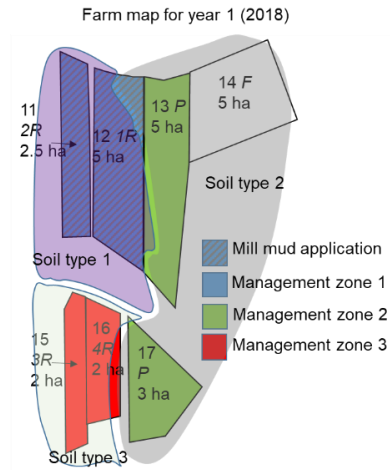 Farm map for year 1 (2018)
14 F
5 ha
13 P
5 ha
11
2R
2.5 ha
12 1R
5 ha
Soil type 2
Soil type 1
Mill mud application
Management zone 1
Management zone 2
Management zone 3
15
3R
2 ha
16
4R
2 ha
17
P
3 ha
Soil type 3